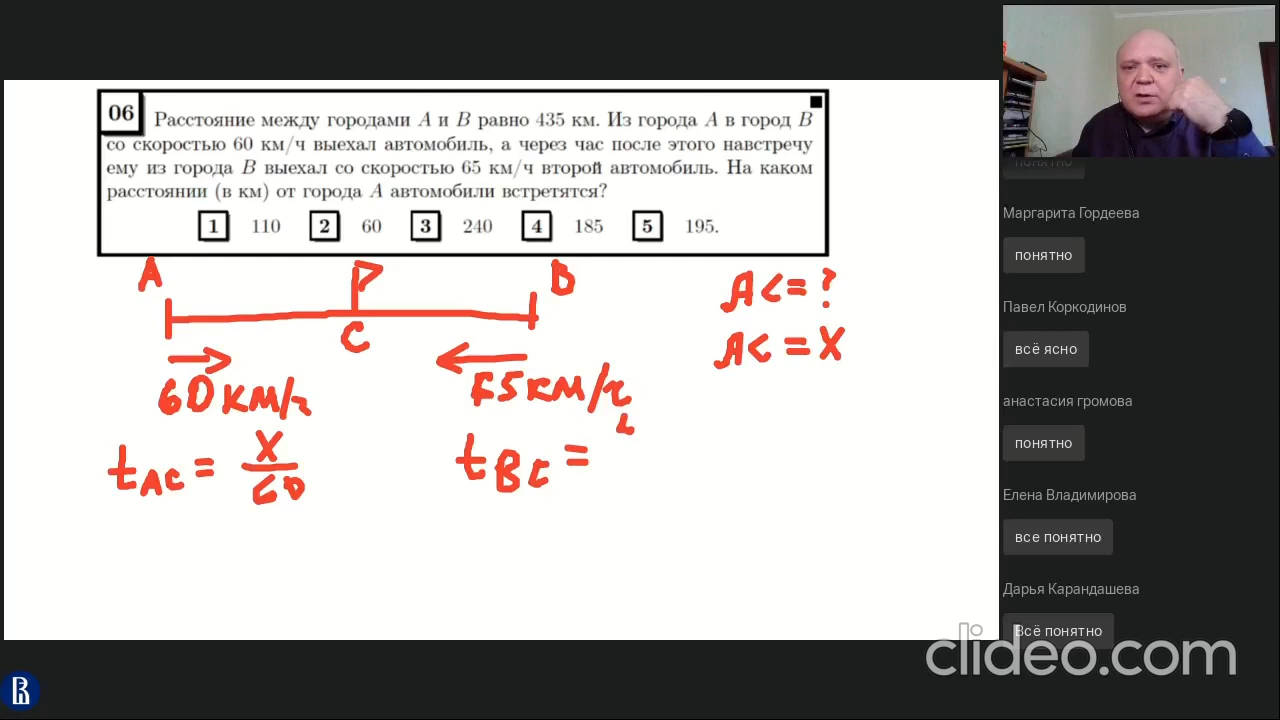 06
Расстояние между городами A и B равно 435 км. Из города A в город B
со скоростью 60 км/ч выехал автомобиль, а через час после этого навстречу
ему из города B выехал со скоростью 65 км/ч второй автомобиль. На каком
расстоянии (в км) от города A автомобили встретятся?
1 110 2 60 3 240 4 185 5 195.
A B
C
AC = ?
AC = X
60 км/ч 65 км/ч
tAC = X/60 tBC =
понятно
Маргарита Гордеева
понятно
Павел Коркодинов
всё ясно
анастасия громова
понятно
Елена Владимирова
все понятно
Дарья Карандашева
Всё понятно
clideo.com